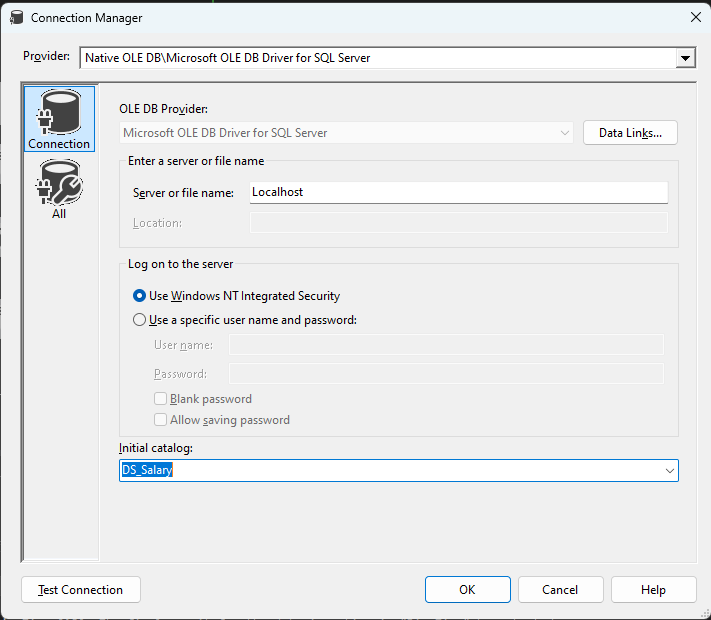 Connection Manager
Provider: Native OLE DB\Microsoft OLE DB Driver for SQL Server
Connection
All
OLE DB Provider:
Microsoft OLE DB Driver for SQL Server
Data Links...
Enter a server or file name
Server or file name: Localhost
Location:
Log on to the server
Use Windows NT Integrated Security
Use a specific user name and password:
User name:
Password:
Blank password
Allow saving password
Initial catalog:
DS_Salary
Test Connection OK Cancel Help